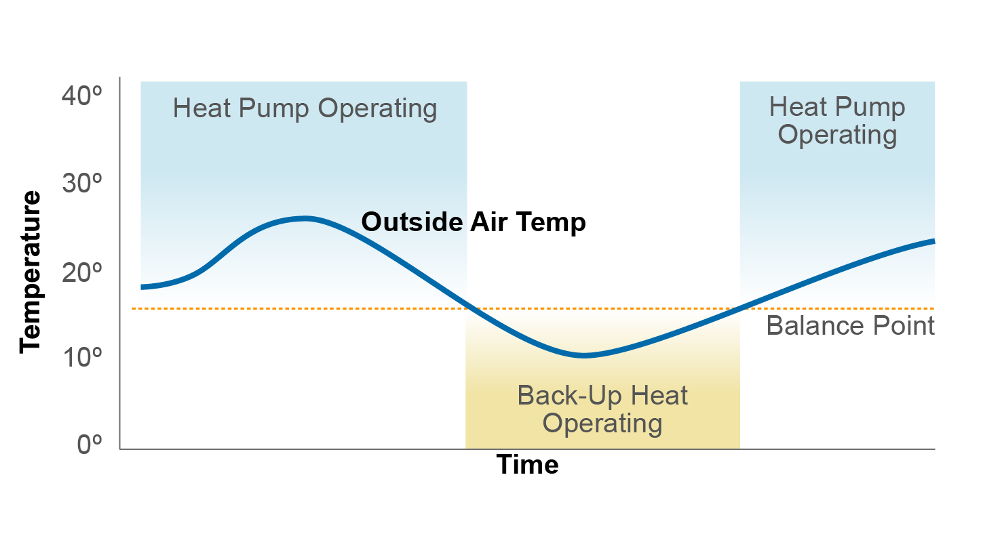 40º
30º
20º
10º
0º
Temperature
Heat Pump Operating
Heat Pump
Operating
Outside Air Temp
Balance Point
Back-Up Heat
Operating
Time